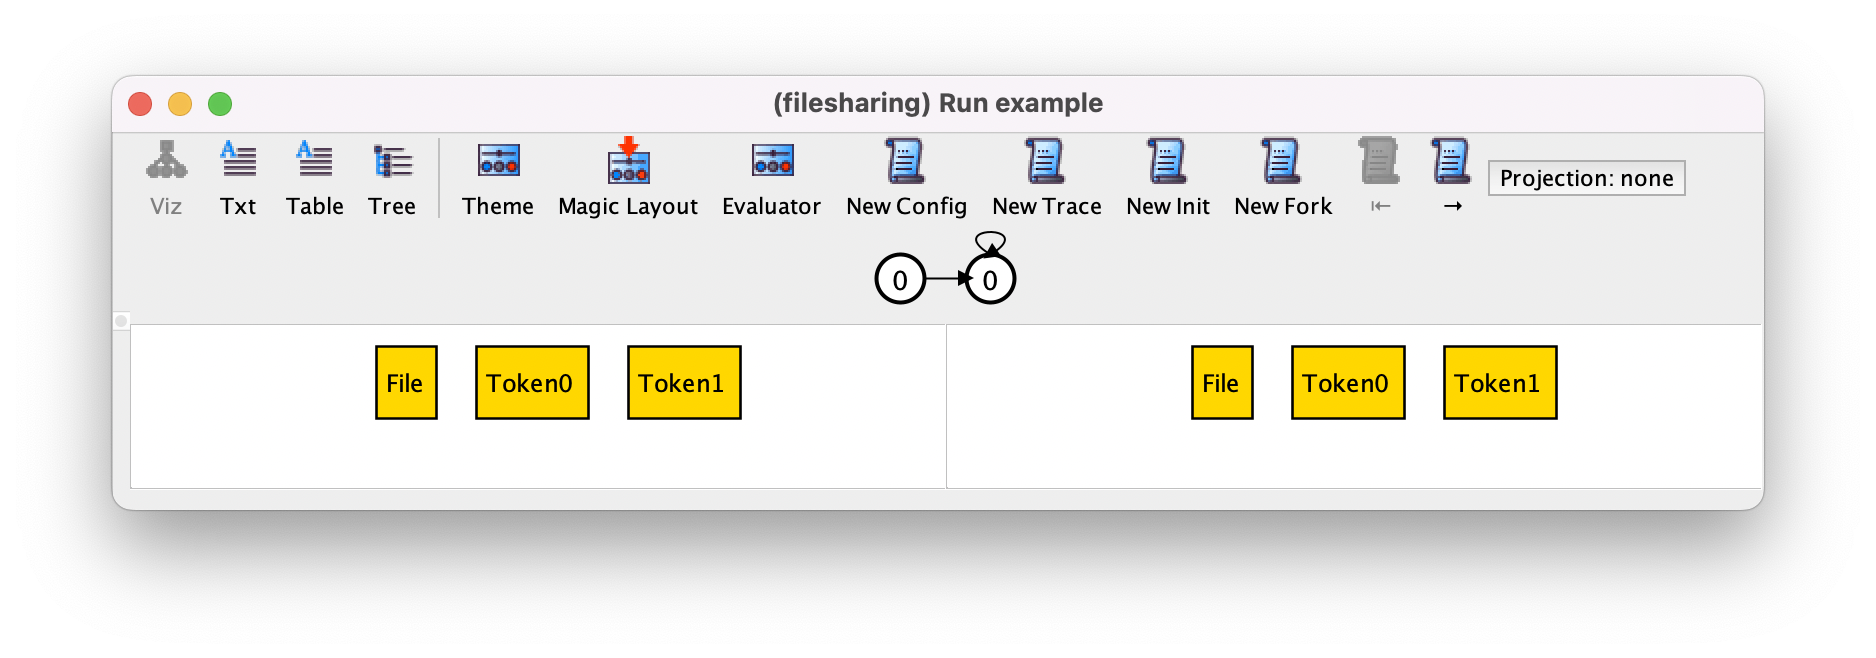 (filesharing) Run example
Viz Txt Table Tree Theme Magic Layout Evaluator New Config New Trace New Init New Fork ⇤ → Projection: none
0 0
File Token0 Token1 File Token0 Token1